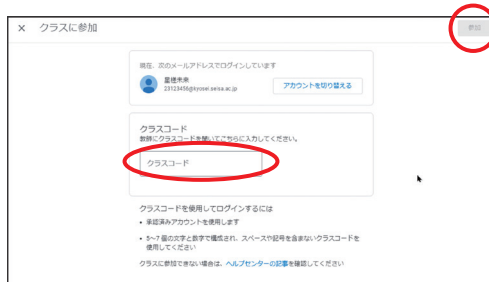 × クラスに参加
参加
現在、次のメールアドレスでログインしています
星槎未来
23123456@kyosei.seisa.ac.jp
アカウントを切り替える
クラスコード
教師にクラスコードを聞いてこちらに入力してください。
クラスコード
クラスコードを使用してログインするには
• 承認済みアカウントを使用します
• 5～7 個の文字と数字で構成され、スペースや記号を含まないクラスコードを
使用してください
クラスに参加できない場合は、ヘルプセンターの記事を確認してください